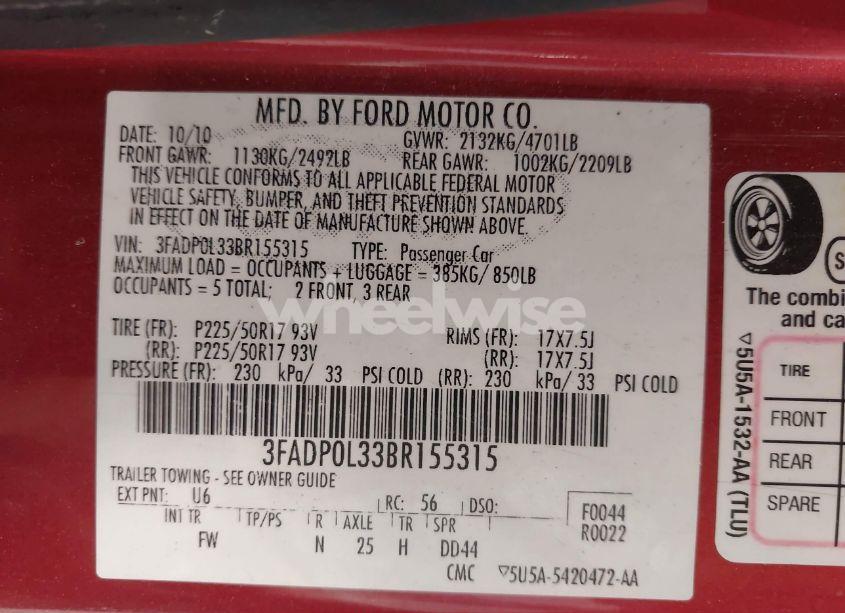 MFD. BY FORD MOTOR CO.
DATE: 10/10 GVWR: 2132KG/4701LB
FRONT GAWR: 1130KG/2492LB REAR GAWR: 1002KG/2209LB
THIS VEHICLE CONFORMS TO ALL APPLICABLE FEDERAL MOTOR
VEHICLE SAFETY, BUMPER, AND THEFT PREVENTION STANDARDS
IN EFFECT ON THE DATE OF MANUFACTURE SHOWN ABOVE.
VIN: 3FADP0L33BR155315 TYPE: Passenger Car
MAXIMUM LOAD = OCCUPANTS + LUGGAGE = 385KG/ 850LB
OCCUPANTS = 5 TOTAL; 2 FRONT, 3 REAR
wheelwise
TIRE (FR): P225/50R17 93V RIMS (FR): 17X7.5J
(RR): P225/50R17 93V (RR): 17X7.5J
PRESSURE (FR): 230 kPa/ 33 PSI COLD (RR): 230 kPa/ 33 PSI COLD
3FADP0L33BR155315
TRAILER TOWING - SEE OWNER GUIDE
EXT PNT: U6 RC: 56 DSO: F0044
R0022
INT TR TP/PS R AXLE TR SPR
FW N 25 H DD44
CMC 5U5A-5420472-AA
S
The combi
and ca
5U5A-1532-AA (TLU)
TIRE
FRONT
REAR
SPARE